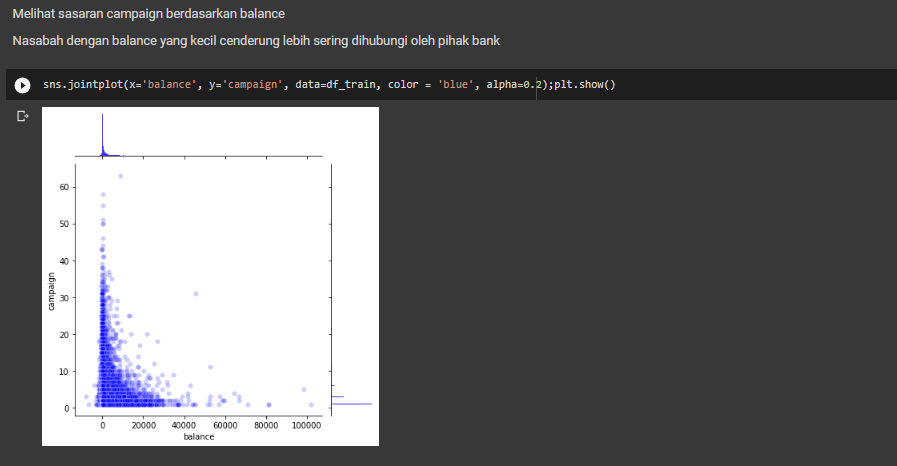 Melihat sasaran campaign berdasarkan balance
Nasabah dengan balance yang kecil cenderung lebih sering dihubungi oleh pihak bank
sns.jointplot(x='balance', y='campaign', data=df_train, color = 'blue', alpha=0.2);plt.show()
60
50
40
30
20
10
0
campaign
0 20000 40000 60000 80000 100000
balance